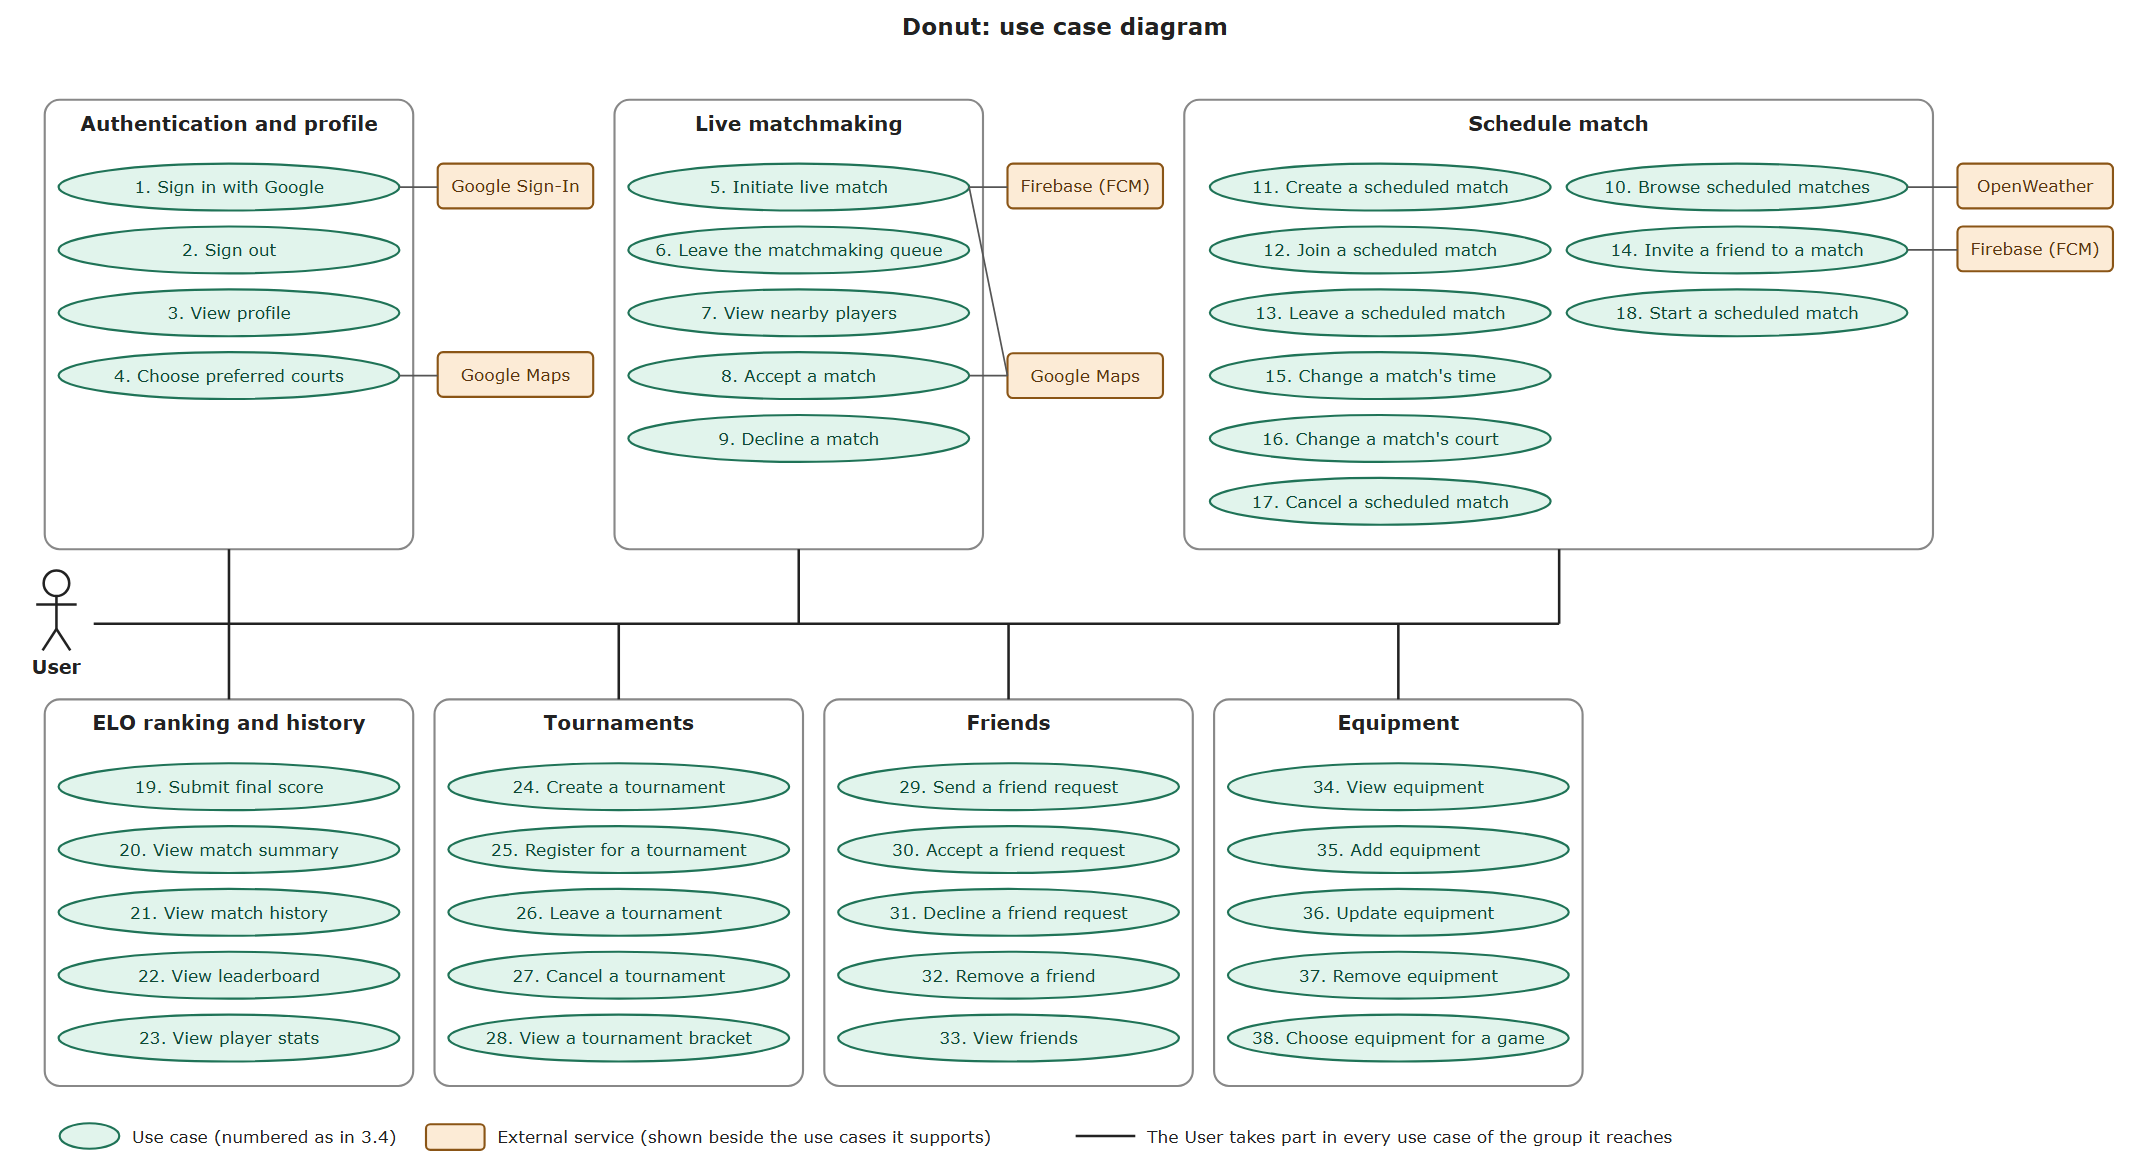 Donut: use case diagram
Authentication and profile
1. Sign in with Google
2. Sign out
3. View profile
4. Choose preferred courts
Google Sign-In
Google Maps
Live matchmaking
5. Initiate live match
6. Leave the matchmaking queue
7. View nearby players
8. Accept a match
9. Decline a match
Firebase (FCM)
Google Maps
Schedule match
11. Create a scheduled match
12. Join a scheduled match
13. Leave a scheduled match
15. Change a match's time
16. Change a match's court
17. Cancel a scheduled match
10. Browse scheduled matches
14. Invite a friend to a match
18. Start a scheduled match
OpenWeather
Firebase (FCM)
User
ELO ranking and history
19. Submit final score
20. View match summary
21. View match history
22. View leaderboard
23. View player stats
Tournaments
24. Create a tournament
25. Register for a tournament
26. Leave a tournament
27. Cancel a tournament
28. View a tournament bracket
Friends
29. Send a friend request
30. Accept a friend request
31. Decline a friend request
32. Remove a friend
33. View friends
Equipment
34. View equipment
35. Add equipment
36. Update equipment
37. Remove equipment
38. Choose equipment for a game
Use case (numbered as in 3.4)
External service (shown beside the use cases it supports)
The User takes part in every use case of the group it reaches